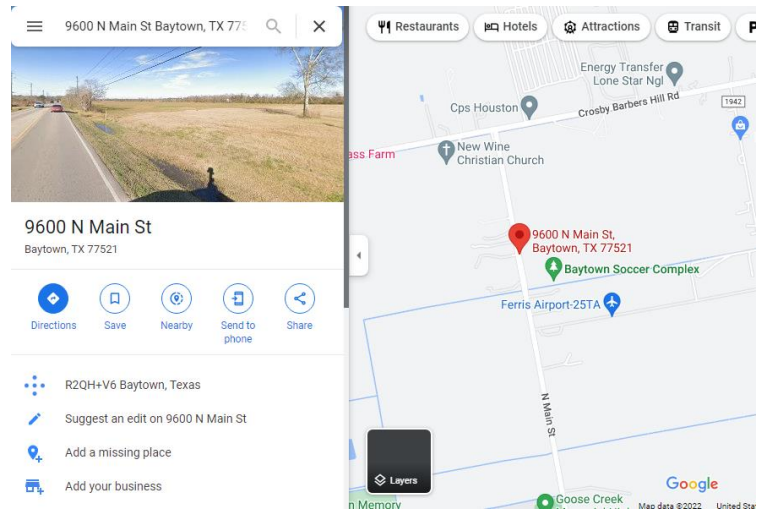 9600 N Main St Baytown, TX 775
9600 N Main St
Baytown, TX 77521
Directions
Save
Nearby
Send to
phone
Share
R2QH+V6 Baytown, Texas
Suggest an edit on 9600 N Main St
Add a missing place
Add your business
Restaurants
Hotels
Attractions
Transit
P
Energy Transfer
Lone Star Ngl
Cps Houston
Crosby Barbers Hill Rd
1942
ass Farm
New Wine
Christian Church
9600 N Main St,
Baytown, TX 77521
Baytown Soccer Complex
Ferris Airport-25TA
N Main St
Layers
Google
n Memory
Goose Creek
Map data ©2022
United Sta